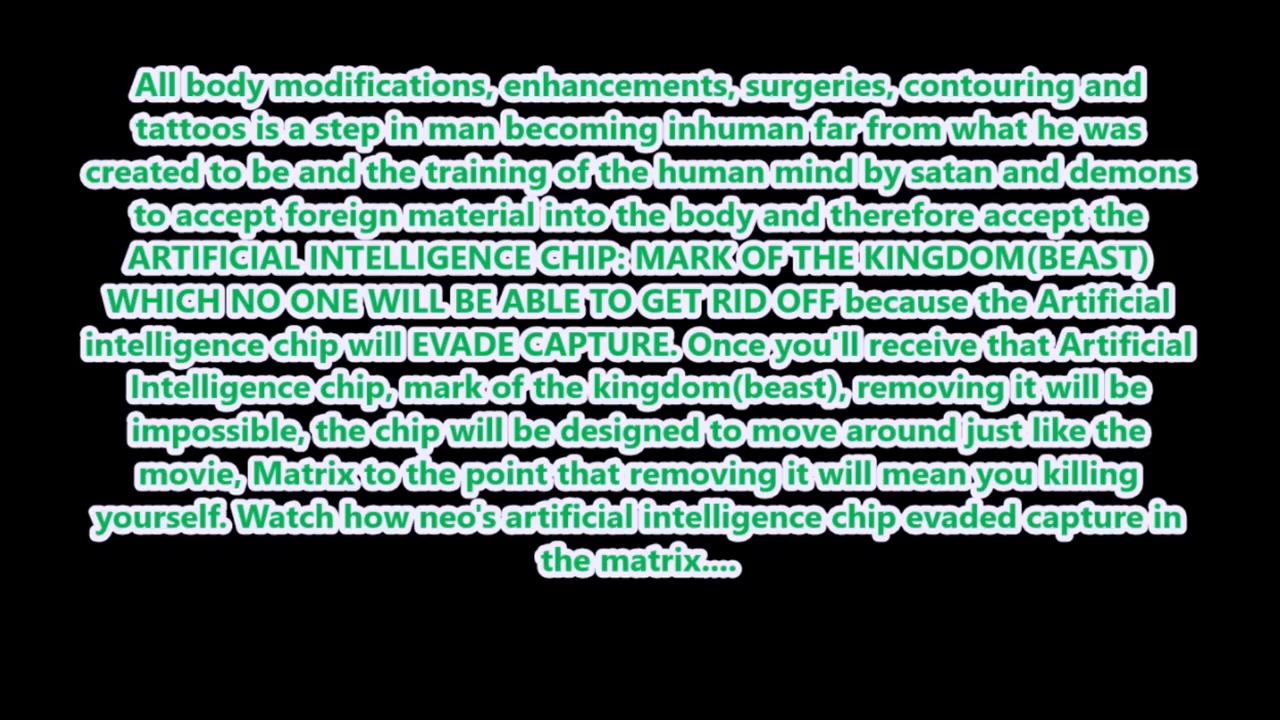 All body modifications, enhancements, surgeries, contouring and
tattoos is a step in man becoming inhuman far from what he was
created to be and the training of the human mind by satan and demons
to accept foreign material into the body and therefore accept the
ARTIFICIAL INTELLIGENCE CHIP: MARK OF THE KINGDOM(BEAST)
WHICH NO ONE WILL BE ABLE TO GET RID OFF because the Artificial
intelligence chip will EVADE CAPTURE. Once you'll receive that Artificial
Intelligence chip, mark of the kingdom(beast), removing it will be
impossible, the chip will be designed to move around just like the
movie, Matrix to the point that removing it will mean you killing
yourself. Watch how neo's artificial intelligence chip evaded capture in
the matrix....